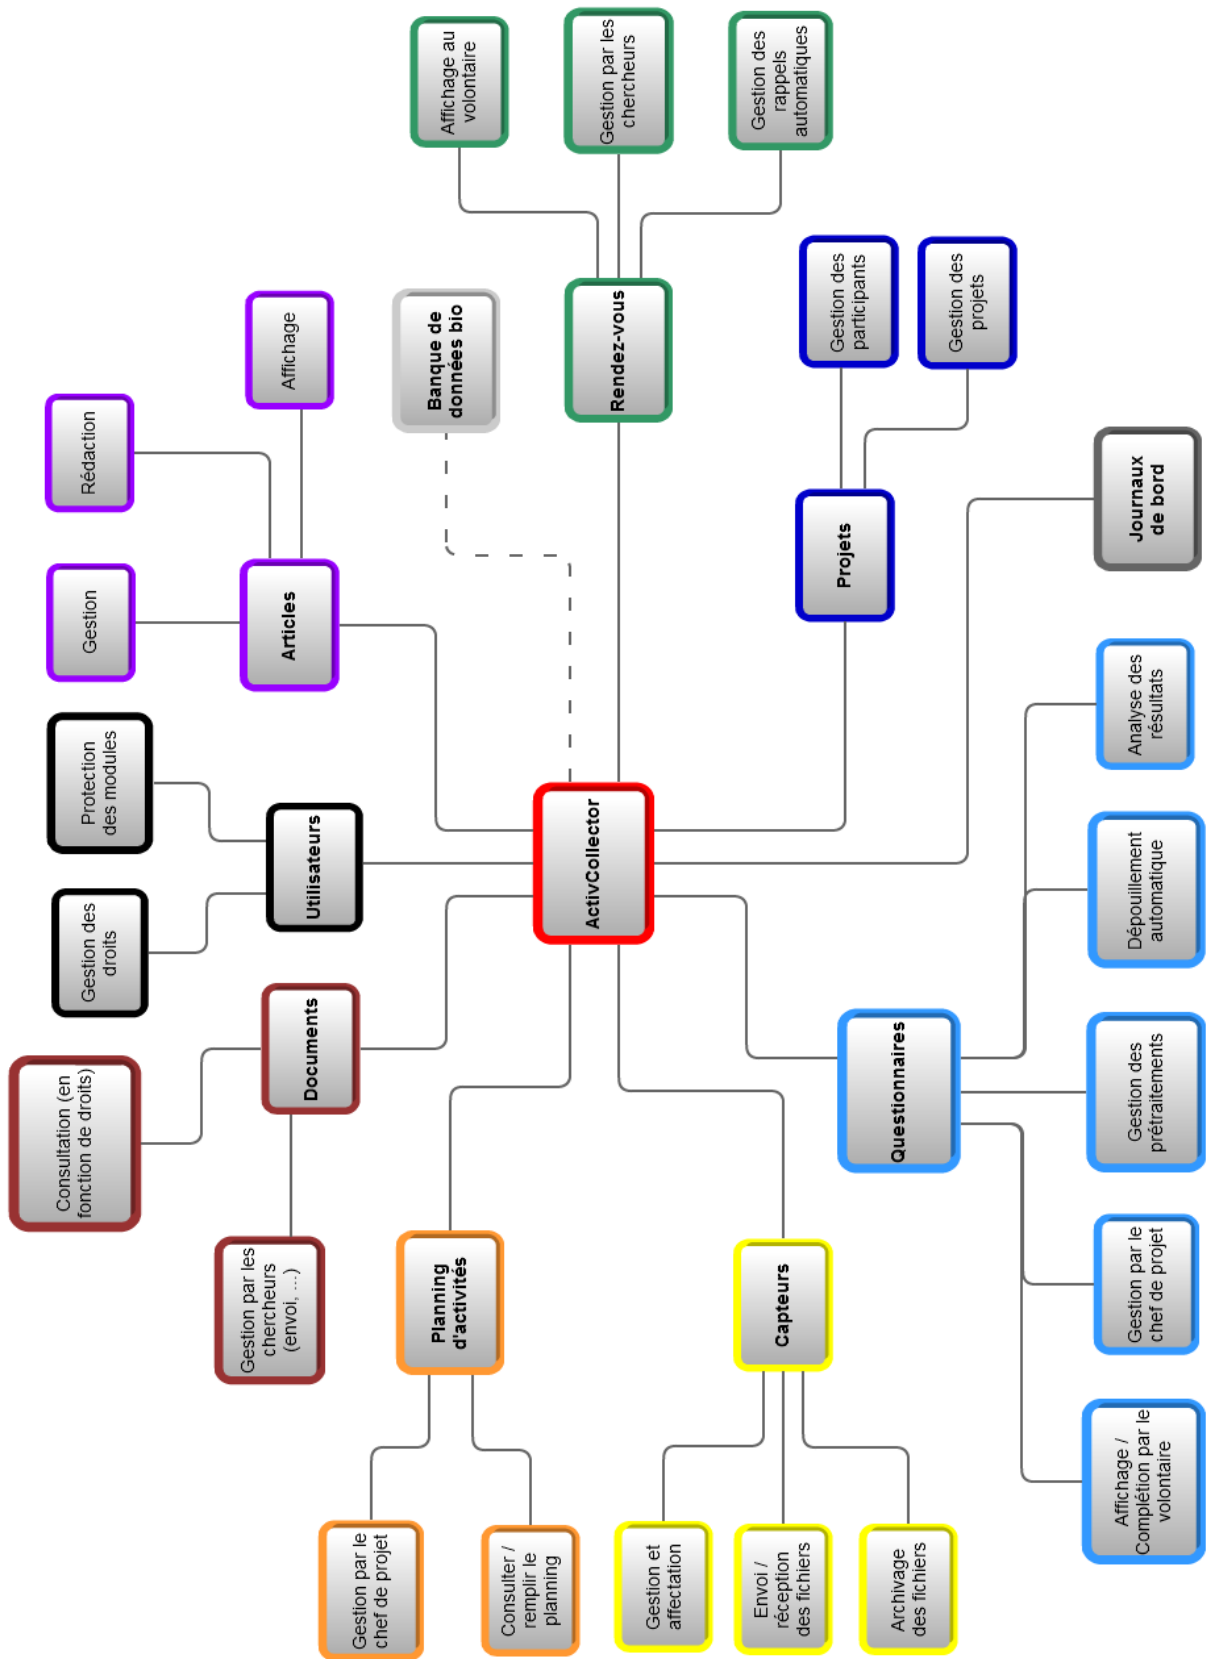 Consultation (en
fonction de droits)
Gestion des
droits
Protection
des modules
Gestion
Rédaction
Gestion par les
chercheurs
(envoi, ...)
Documents
Utilisateurs
Articles
Affichage
Gestion par le
chef de projet
Planning
d'activités
Banque de
données bio
Affichage au
volontaire
Consulter /
remplir le
planning
ActivCollector
Rendez-vous
Gestion par les
chercheurs
Gestion et
affectation
Envoi /
réception
des fichiers
Capteurs
Gestion des
rappels
automatiques
Archivage
des fichiers
Questionnaires
Projets
Gestion des
participants
Gestion des
projets
Affichage /
Complétion par le
volontaire
Gestion par le
chef de projet
Gestion des
prétraitements
Dépouillement
automatique
Analyse des
résultats
Journaux
de bord